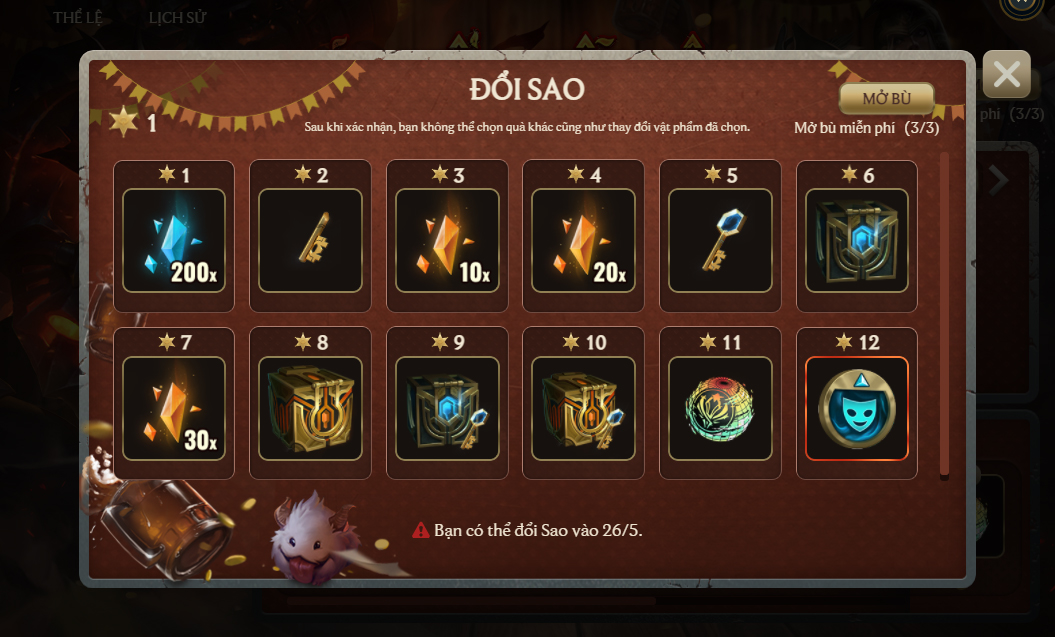 THỂ LỆ LỊCH SỬ
ĐỔI SAO
MỞ BÙ
1
Sau khi xác nhận, bạn không thể chọn quà khác cũng như thay đổi vật phẩm đã chọn.
Mở bù miễn phí (3/3)
phí (3/3)
1 2 3 4 5 6
200x 10x 20x
7 8 9 10 11 12
30x
Bạn có thể đổi Sao vào 26/5.